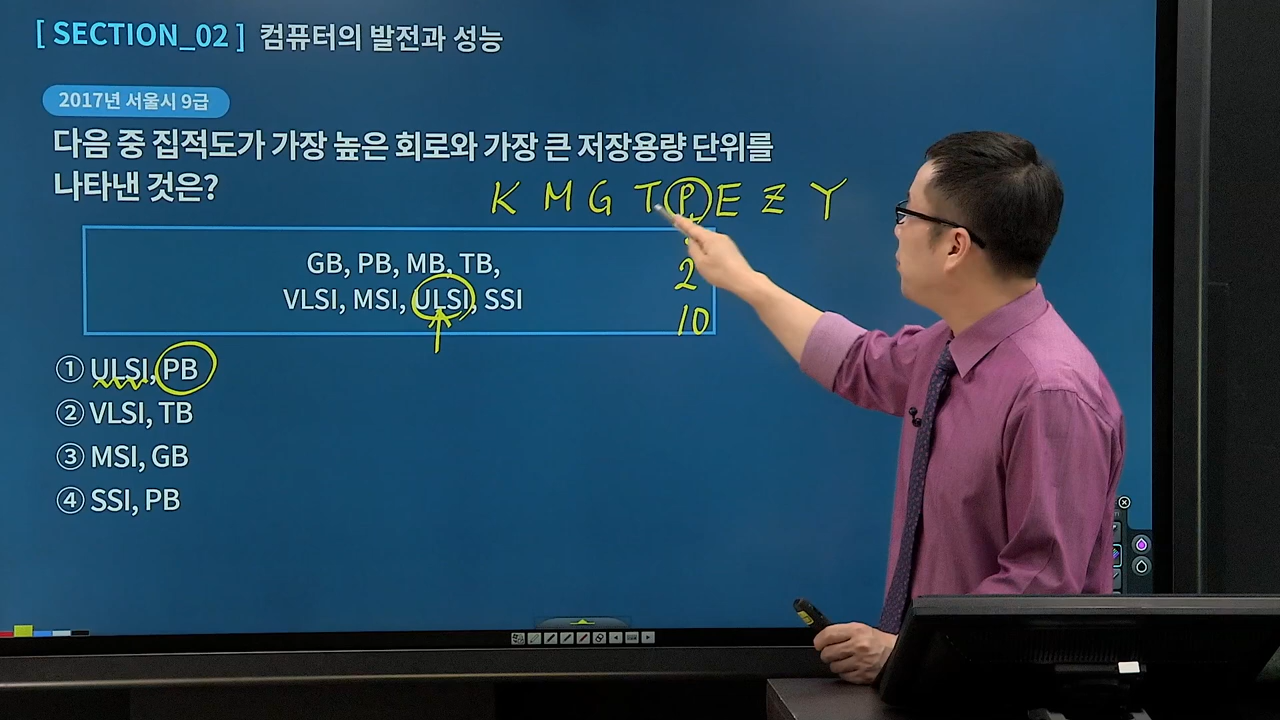 [ SECTION_02 ] 컴퓨터의 발전과 성능
2017년 서울시 9급
다음 중 집적도가 가장 높은 회로와 가장 큰 저장용량 단위를
나타낸 것은?
K M G T P E Z Y
GB, PB, MB, TB,
VLSI, MSI, ULSI, SSI
2
10
① ULSI, PB
② VLSI, TB
③ MSI, GB
④ SSI, PB